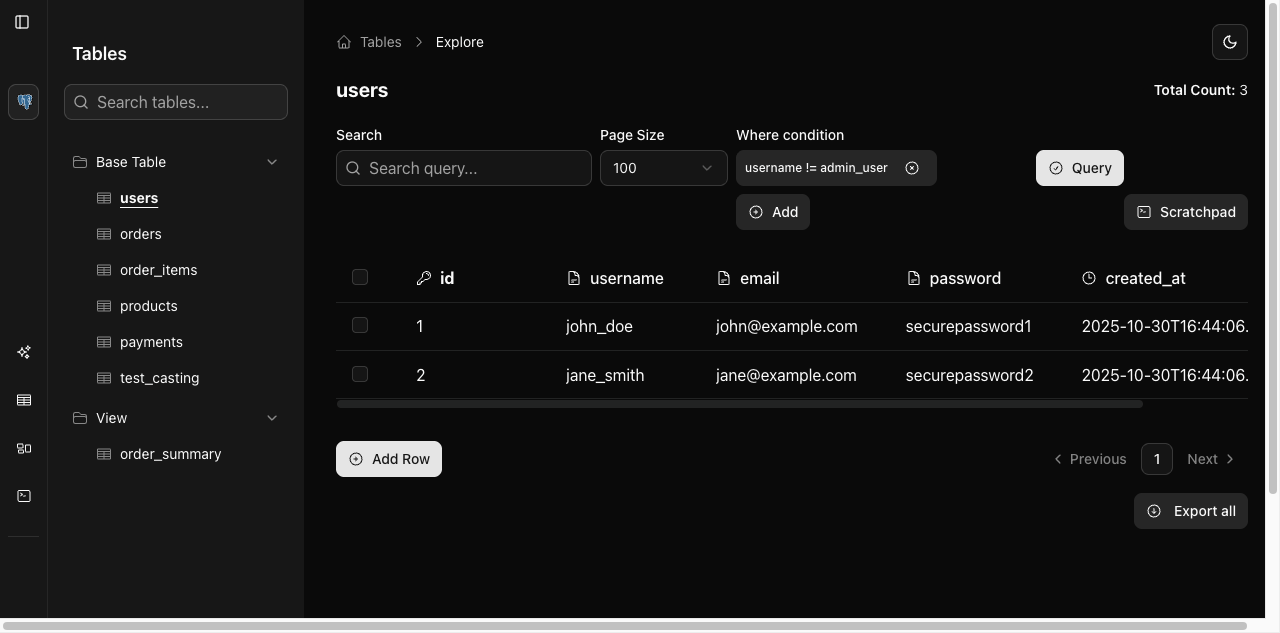 Tables
Search tables...
Base Table
users
orders
order_items
products
payments
test_casting
View
order_summary
Tables > Explore
users
Total Count: 3
Search
Page Size
Where condition
Search query...
100
username != admin_user
Query
Add
Scratchpad
id username email password created_at
1 john_doe john@example.com securepassword1 2025-10-30T16:44:06.
2 jane_smith jane@example.com securepassword2 2025-10-30T16:44:06.
Add Row
Previous 1 Next
Export all